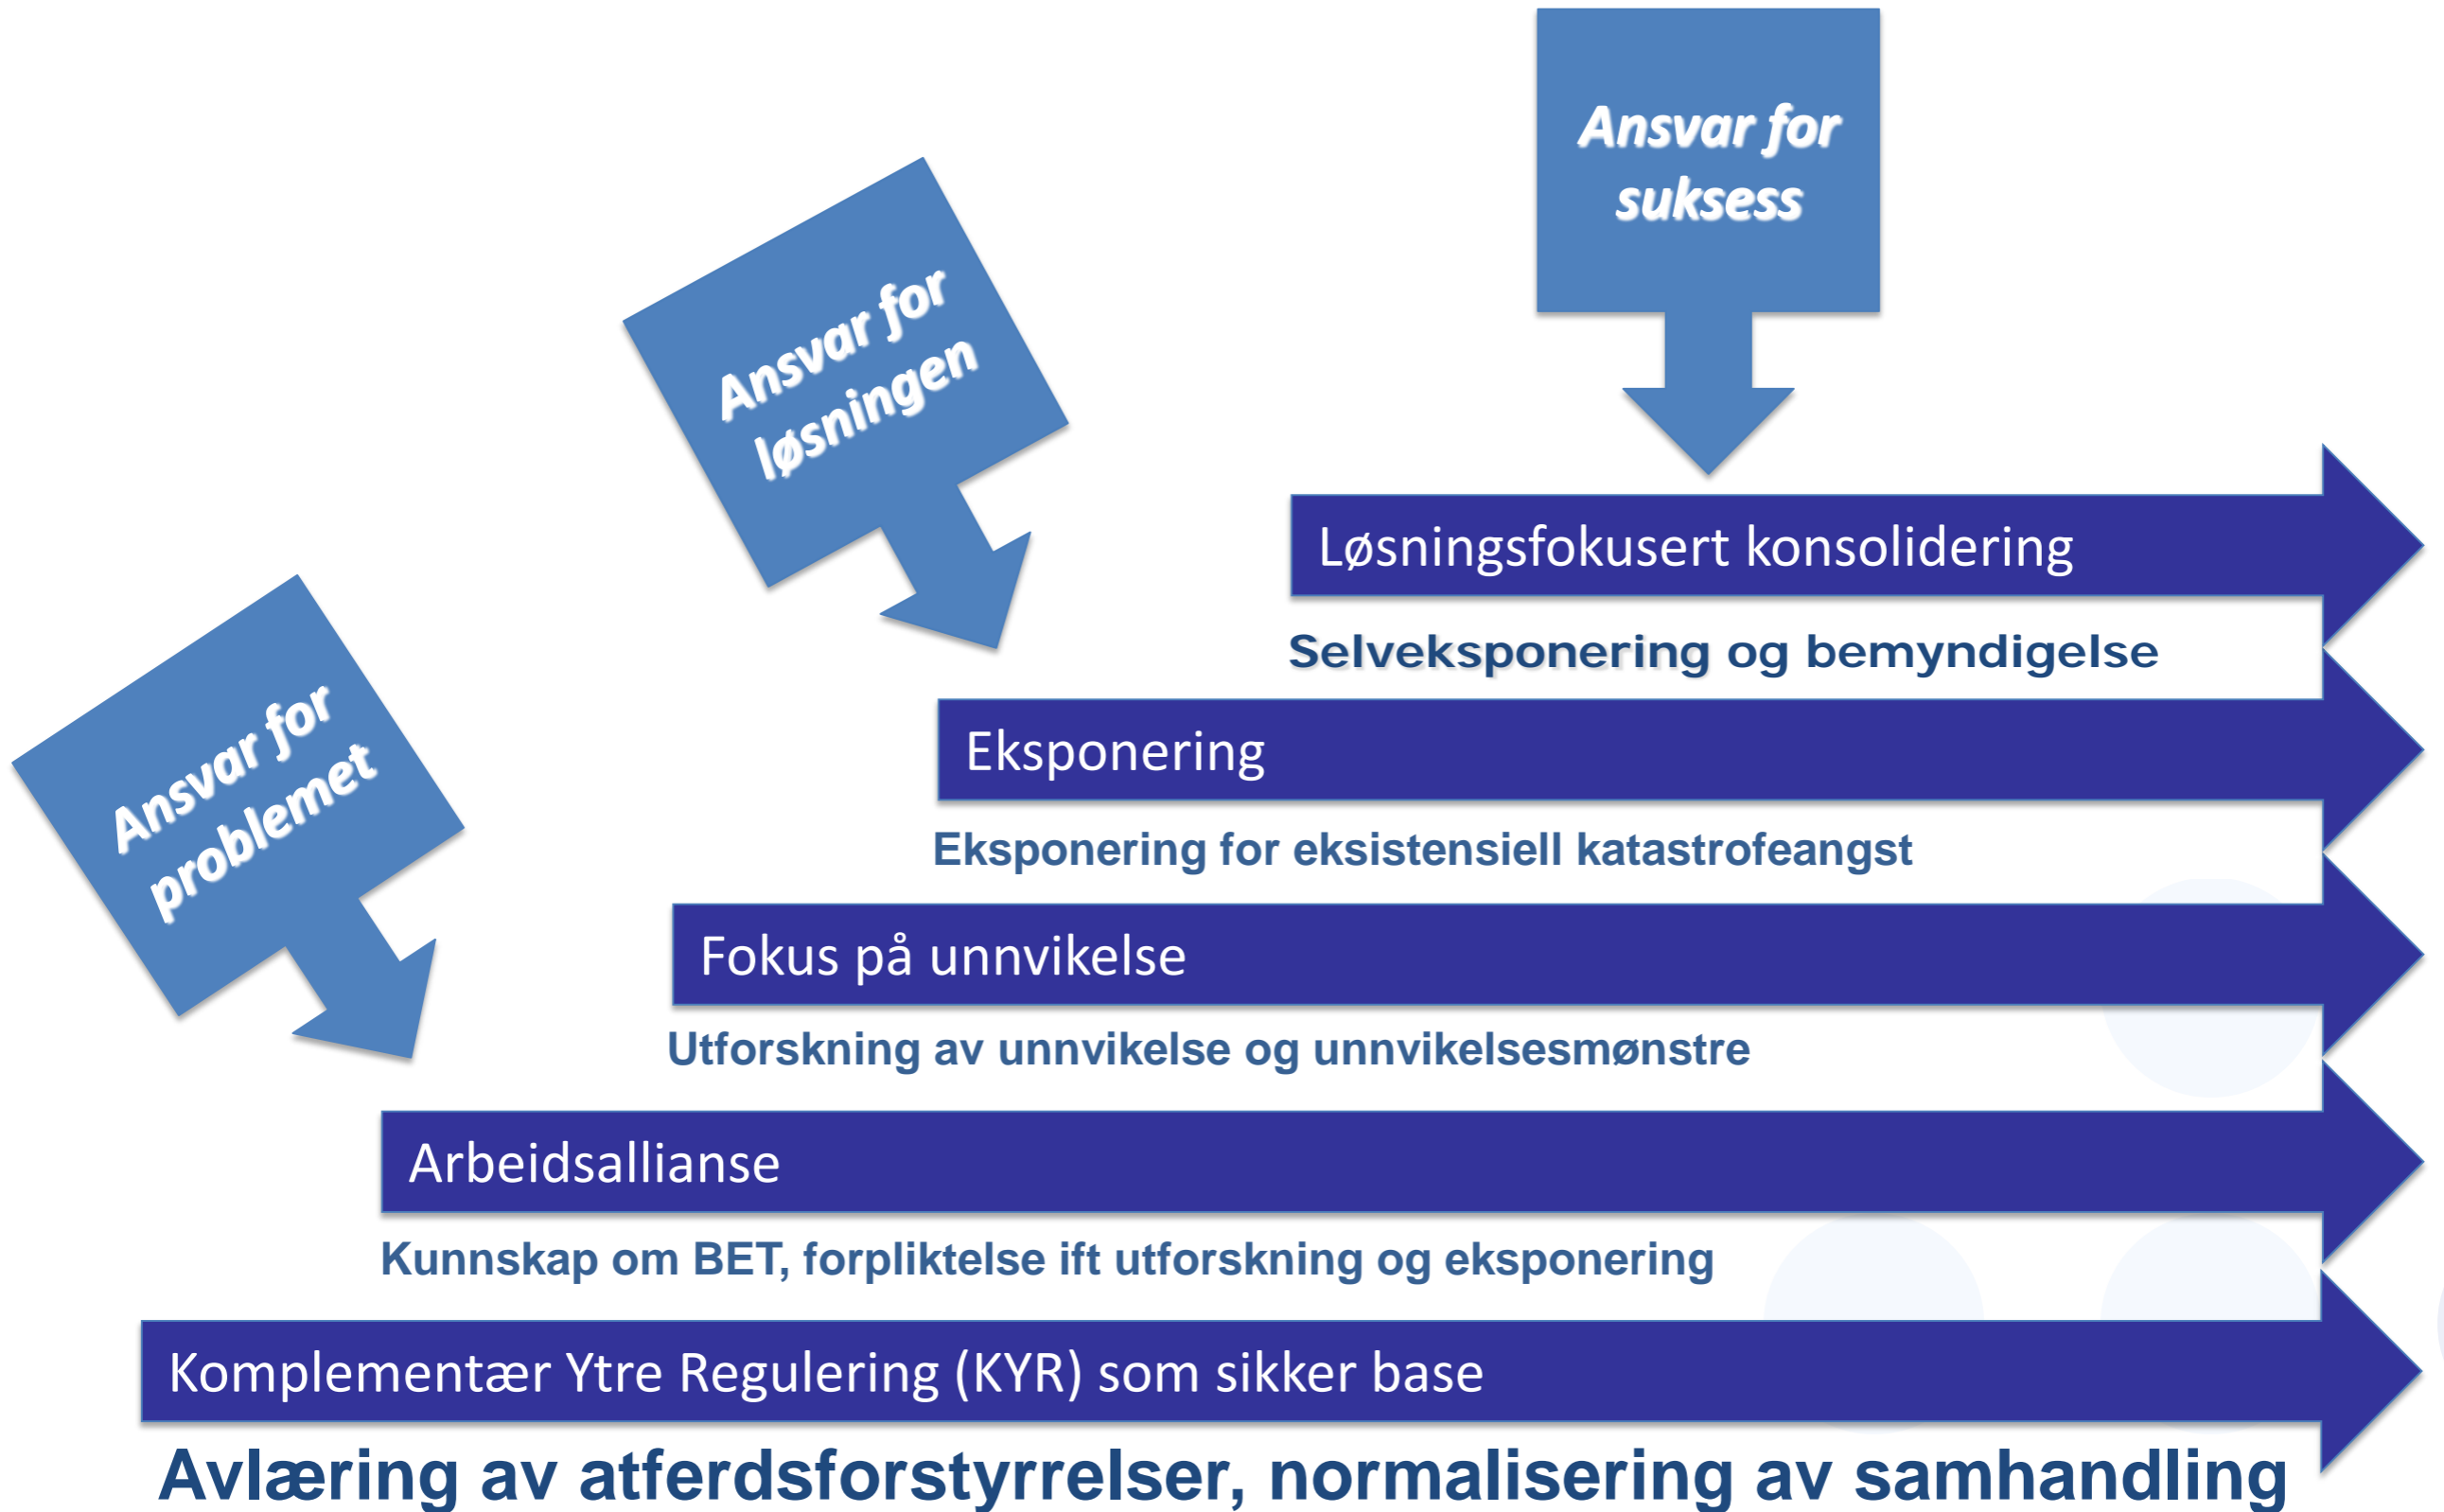 Ansvar for
suksess
Ansvar for
løsningen
Ansvar for
problemet
Løsningsfokusert konsolidering
Selveksponering og bemyndigelse
Eksponering
Eksponering for eksistensiell katastrofeangst
Fokus på unnvikelse
Utforskning av unnvikelse og unnvikelsesmønstre
Arbeidsallianse
Kunnskap om BET, forpliktelse ift utforskning og eksponering
Komplementær Ytre Regulering (KYR) som sikker base
Avlæring av atferdsforstyrrelser, normalisering av samhandling